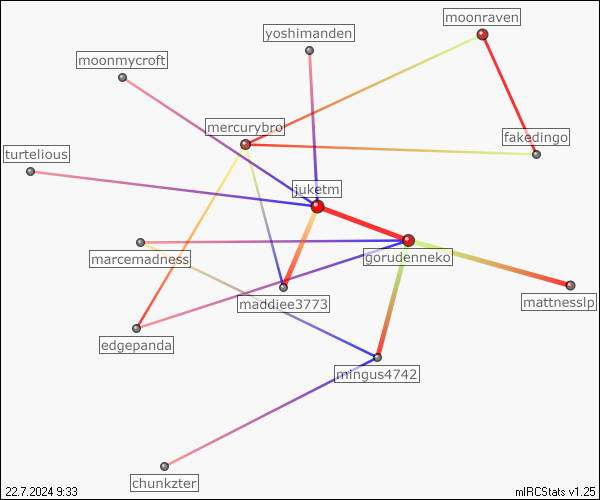 moonraven
yoshimanden
moonmycroft
mercurybro
fakedingo
turtelious
juketm
marcemadness
gorudenneko
maddiee3773
mattnesslp
edgepanda
mingus4742
chunkzter
22.7.2024 9:33
mIRCStats v1.25